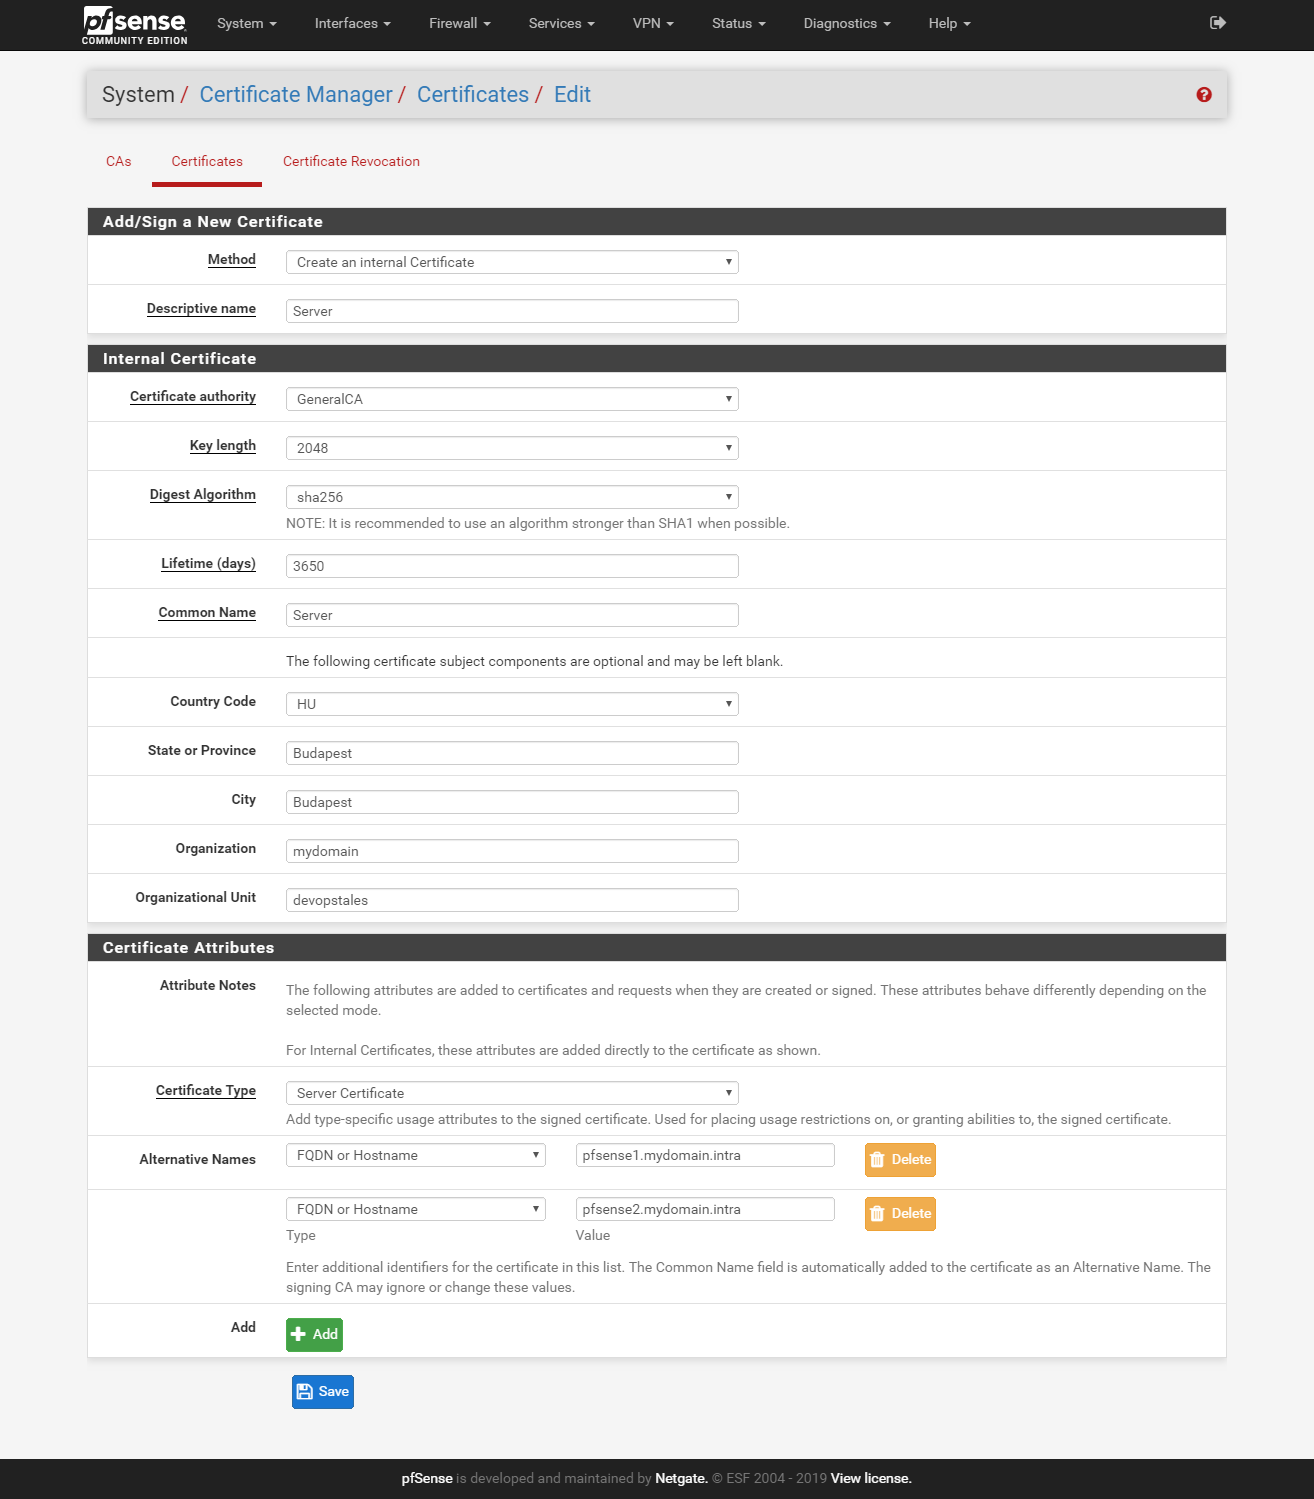 pfsense
COMMUNITY EDITION
System Interfaces Firewall Services VPN Status Diagnostics Help
System / Certificate Manager / Certificates / Edit
CAs Certificates Certificate Revocation
Add/Sign a New Certificate
Method Create an internal Certificate
Descriptive name Server
Internal Certificate
Certificate authority GeneralCA
Key length 2048
Digest Algorithm sha256
NOTE: It is recommended to use an algorithm stronger than SHA1 when possible.
Lifetime (days) 3650
Common Name Server
The following certificate subject components are optional and may be left blank.
Country Code HU
State or Province Budapest
City Budapest
Organization mydomain
Organizational Unit devopstales
Certificate Attributes
Attribute Notes The following attributes are added to certificates and requests when they are created or signed. These attributes behave differently depending on the
selected mode.
For Internal Certificates, these attributes are added directly to the certificate as shown.
Certificate Type Server Certificate
Add type-specific usage attributes to the signed certificate. Used for placing usage restrictions on, or granting abilities to, the signed certificate.
Alternative Names FQDN or Hostname pfsense1.mydomain.intra Delete
FQDN or Hostname pfsense2.mydomain.intra Delete
Type Value
Enter additional identifiers for the certificate in this list. The Common Name field is automatically added to the certificate as an Alternative Name. The
signing CA may ignore or change these values.
Add Add
Save
pfSense is developed and maintained by Netgate. © ESF 2004 - 2019 View license.